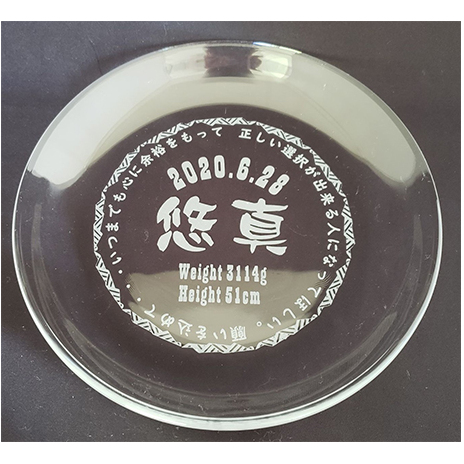 いつまでも心に余裕をもって 正しい選択が出来る人になってほしい。願いを込めて・・・
2020.6.23
悠真
Weight 3114g
Height 51cm